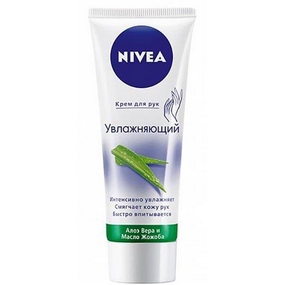 NIVEA
Крем для рук
Увлажняющий
Интенсивно увлажняет
Смягчает кожу рук
Быстро впитывается
Алоэ Вера и
Масло Жожоба